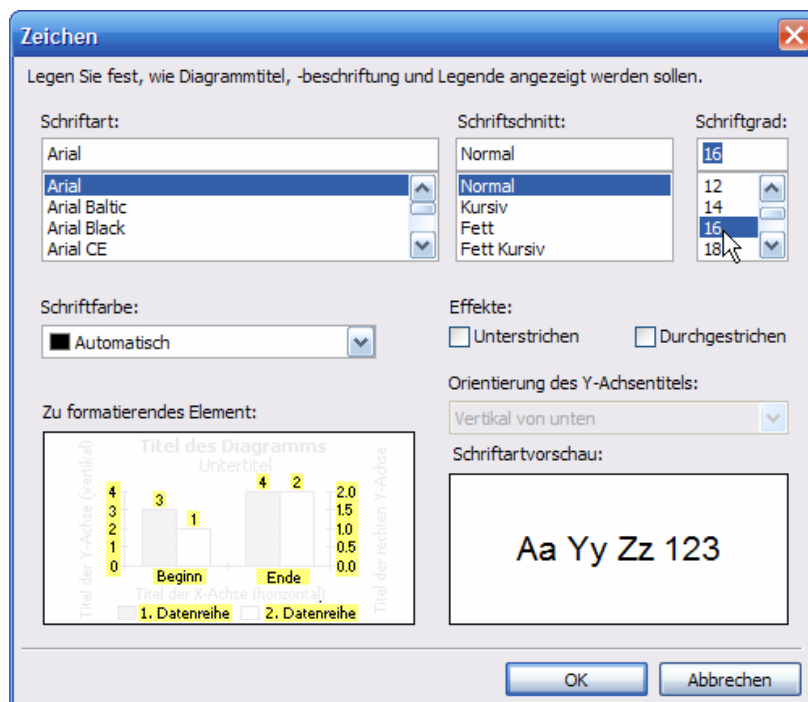 Zeichen
Legen Sie fest, wie Diagrammtitel, -beschriftung und Legende angezeigt werden sollen.
Schriftart: Schriftschnitt: Schriftgrad:
Arial Normal 16
Arial Normal 12
Arial Baltic Kursiv 14
Arial Black Fett 16
Arial CE Fett Kursiv 18
Schriftfarbe: Effekte:
Automatisch Unterstrichen Durchgestrichen
Orientierung des Y-Achsentitels:
Zu formatierendes Element: Vertikal von unten
Schriftartvorschau:
Titel des Diagramms
Untertitel
Titel der Y-Achse (vertikal)
4
3
2
1
0
3 1 4 2
2.0
1.5
1.0
0.5
0.0
Titel der rechten Y-Achse
Beginn Ende
Titel der X-Achse (horizontal)
1. Datenreihe 2. Datenreihe
Aa Yy Zz 123
OK Abbrechen